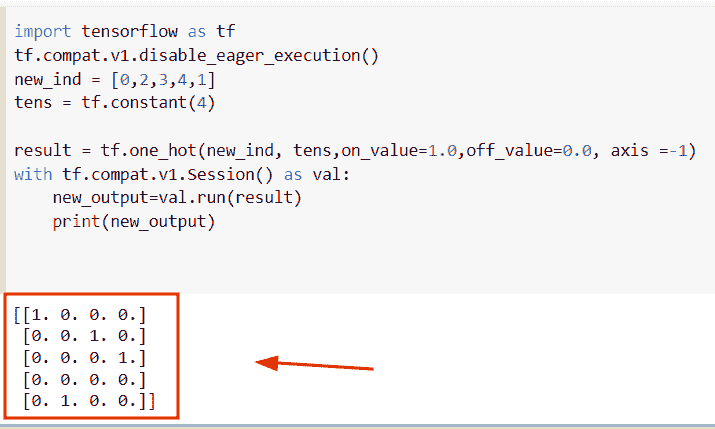 import tensorflow as tf
tf.compat.v1.disable_eager_execution()
new_ind = [0,2,3,4,1]
tens = tf.constant(4)
result = tf.one_hot(new_ind, tens,on_value=1.0,off_value=0.0, axis =-1)
with tf.compat.v1.Session() as val:
    new_output=val.run(result)
    print(new_output)
[[1. 0. 0. 0.]
 [0. 0. 1. 0.]
 [0. 0. 0. 1.]
 [0. 0. 0. 0.]
 [0. 1. 0. 0.]]